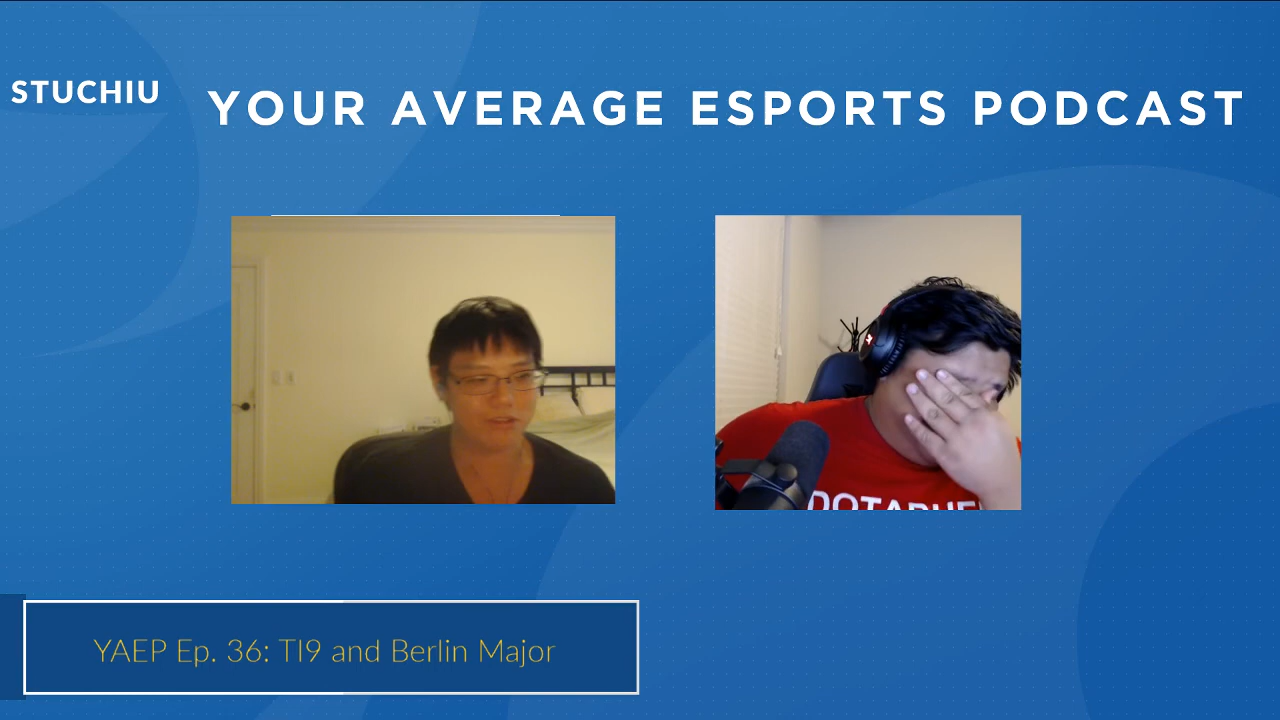 STUCHIU
YOUR AVERAGE ESPORTS PODCAST
YAEP Ep. 36: TI9 and Berlin Major